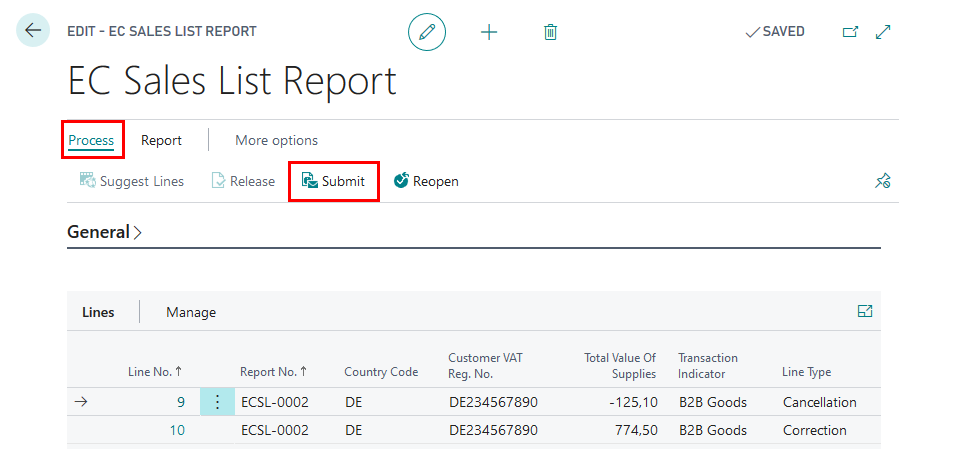 EDIT - EC SALES LIST REPORT
SAVED
EC Sales List Report
Process Report More options
Suggest Lines Release Submit Reopen
General
Lines Manage
Line No. ↑ Report No. ↑ Country Code Customer VAT Reg. No. Total Value Of Supplies Transaction Indicator Line Type
9 ECSL-0002 DE DE234567890 -125,10 B2B Goods Cancellation
10 ECSL-0002 DE DE234567890 774,50 B2B Goods Correction